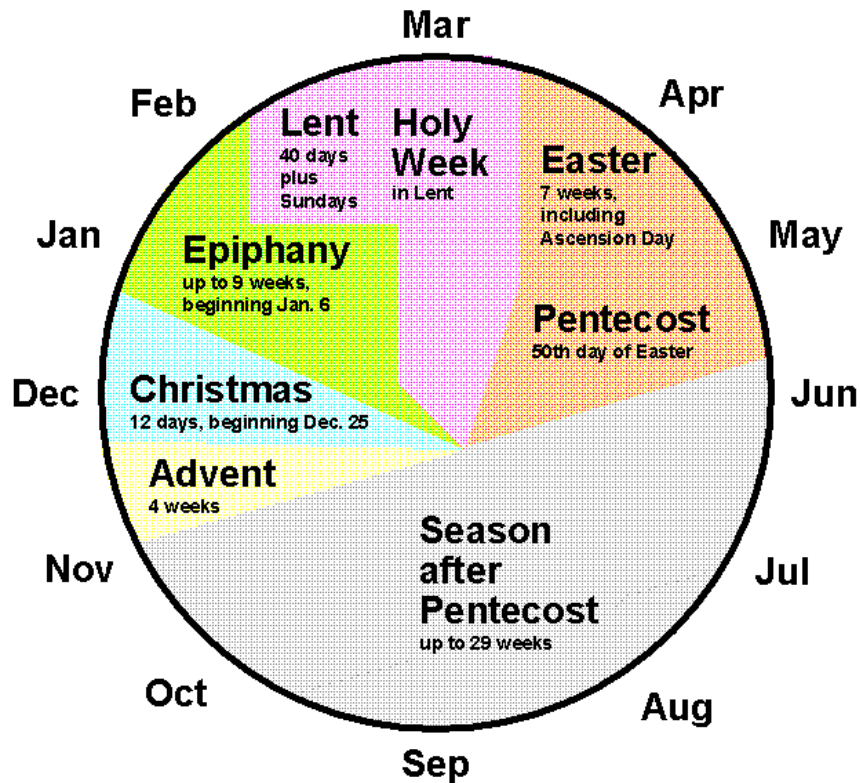 Mar
Feb
Apr
Jan
May
Dec
Jun
Nov
Jul
Oct
Aug
Sep
Lent
40 days
plus
Sundays
Holy
Week
in Lent
Easter
7 weeks,
including
Ascension Day
Epiphany
up to 9 weeks,
beginning Jan. 6
Pentecost
50th day of Easter
Christmas
12 days, beginning Dec. 25
Advent
4 weeks
Season
after
Pentecost
up to 29 weeks